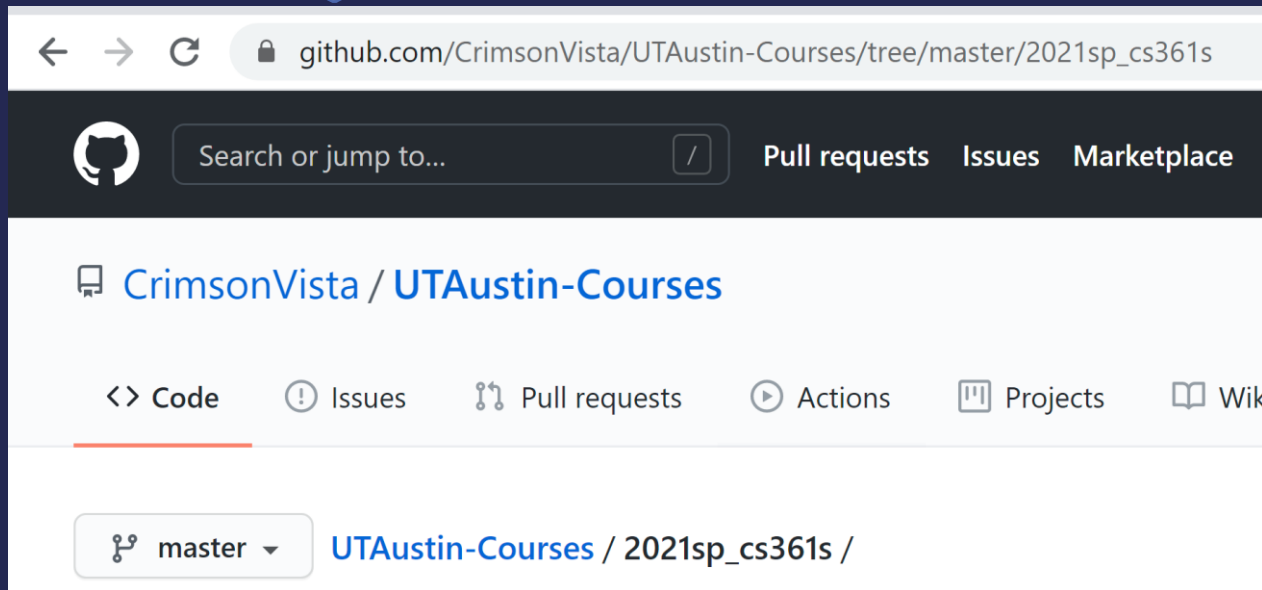 github.com/CrimsonVista/UTAustin-Courses/tree/master/2021sp_cs361s
Search or jump to... / Pull requests Issues Marketplace
CrimsonVista / UTAustin-Courses
<> Code Issues Pull requests Actions Projects Wik
master UTAustin-Courses / 2021sp_cs361s /